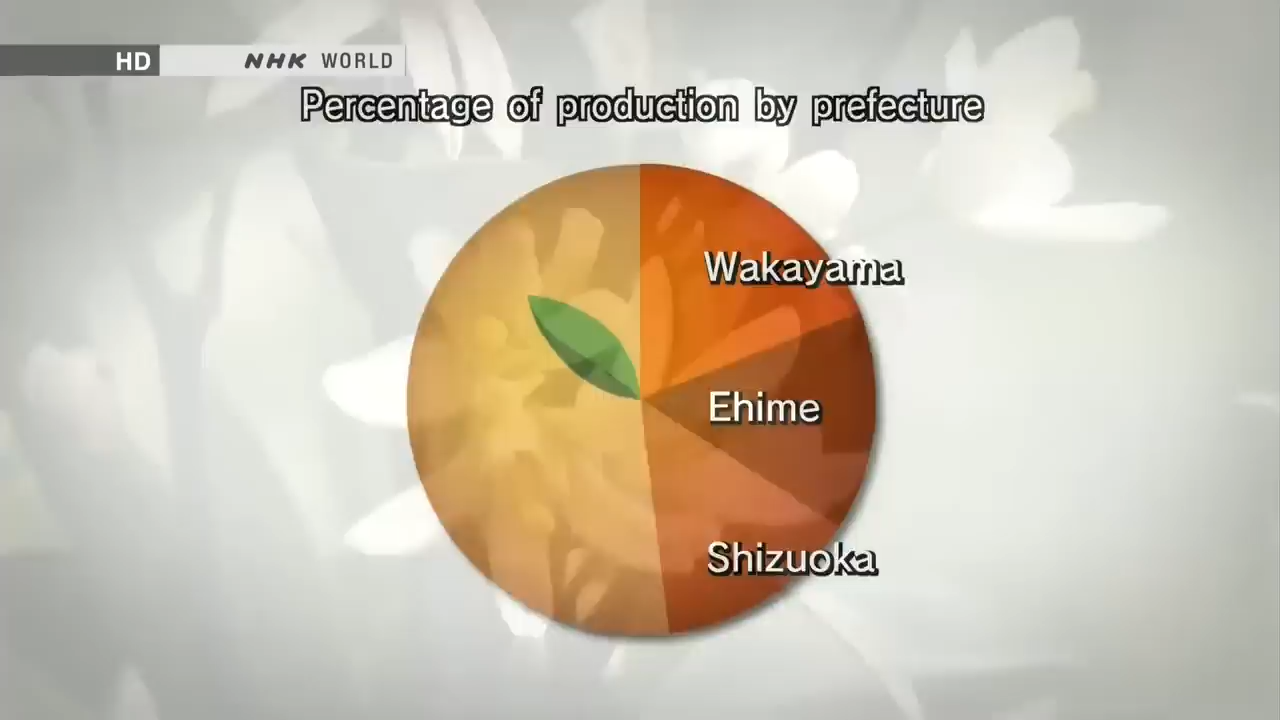 HD NHK WORLD
Percentage of production by prefecture
Wakayama
Ehime
Shizuoka